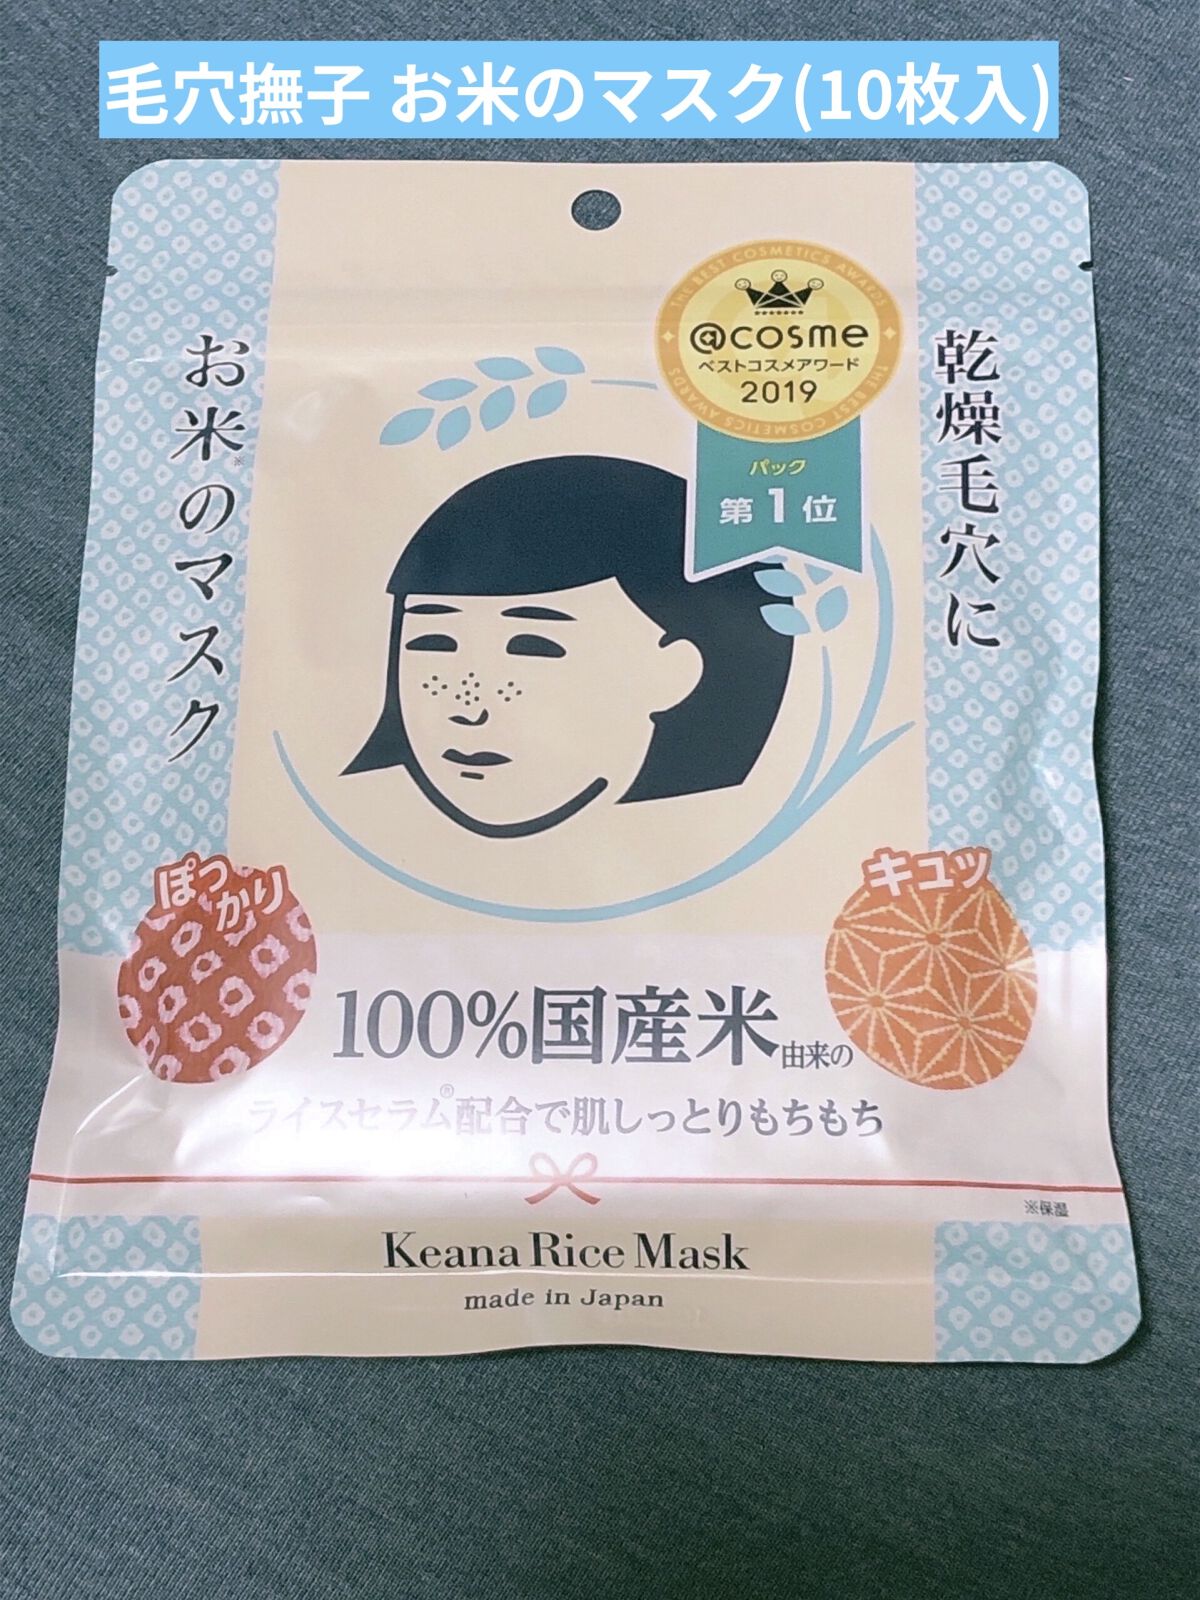 毛穴撫子 お米のマスク(10枚入)
THE BEST COSMETICS AWARDS
@cosme
ベストコスメアワード
2019
THE BEST COSMETICS AWARDS
パック
第1位
乾燥毛穴に
お米※のマスク
ぽっかり
キュッ
100%国産米由来の
ライスセラム®配合で肌しっとりもちもち
※保湿
Keana Rice Mask
made in Japan